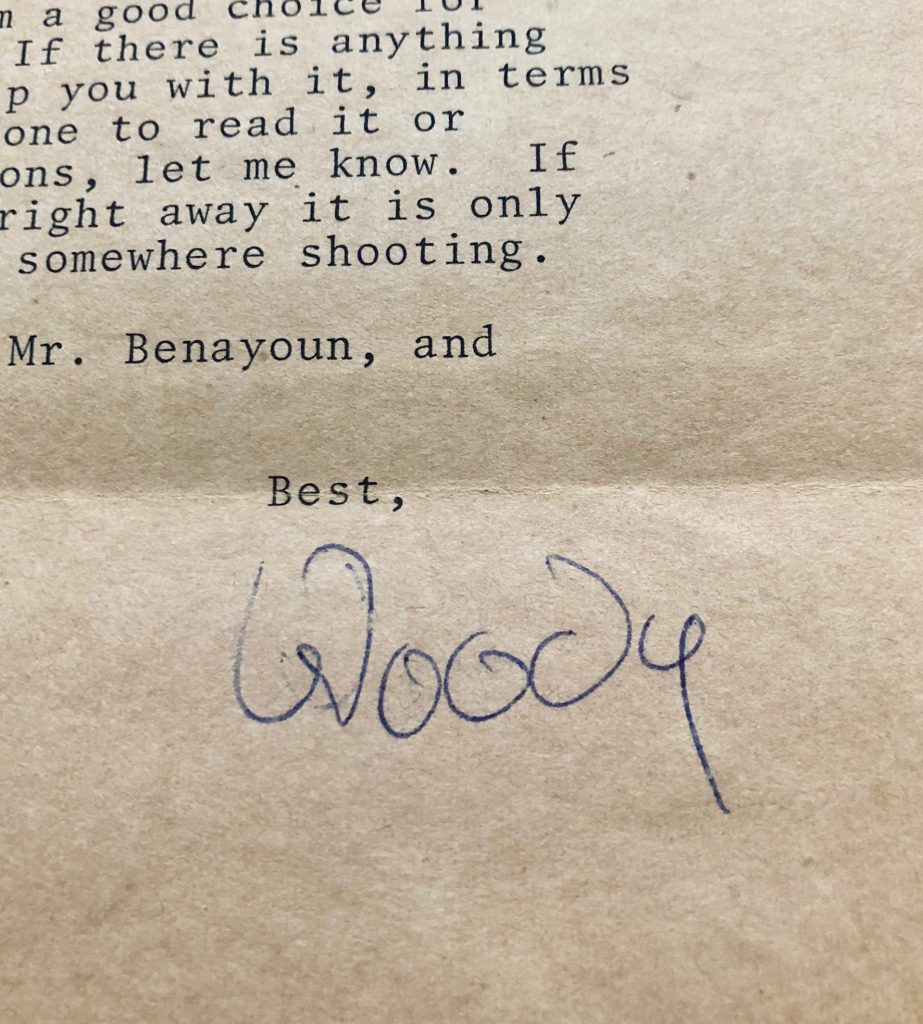 n a good choice for
If there is anything
p you with it, in terms
one to read it or
ons, let me know.  If
right away it is only
somewhere shooting.
Mr. Benayoun, and
Best,
Woody